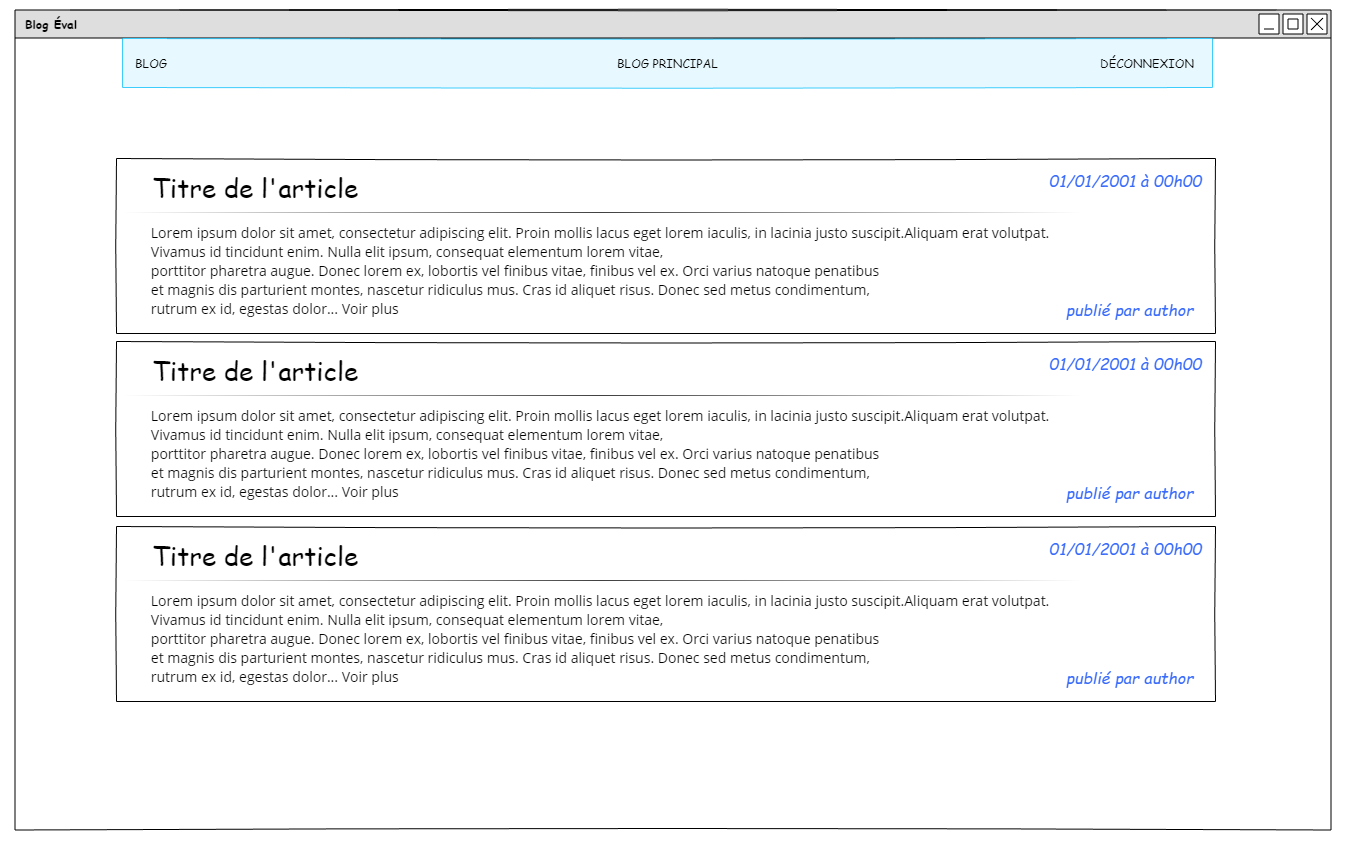 Blog Éval
BLOG
BLOG PRINCIPAL
DÉCONNEXION
Titre de l'article
01/01/2001 à 00h00
Lorem ipsum dolor sit amet, consectetur adipiscing elit. Proin mollis lacus eget lorem iaculis, in lacinia justo suscipit.Aliquam erat volutpat.
Vivamus id tincidunt enim. Nulla elit ipsum, consequat elementum lorem vitae,
porttitor pharetra augue. Donec lorem ex, lobortis vel finibus vitae, finibus vel ex. Orci varius natoque penatibus
et magnis dis parturient montes, nascetur ridiculus mus. Cras id aliquet risus. Donec sed metus condimentum,
rutrum ex id, egestas dolor... Voir plus
publié par author
Titre de l'article
01/01/2001 à 00h00
Lorem ipsum dolor sit amet, consectetur adipiscing elit. Proin mollis lacus eget lorem iaculis, in lacinia justo suscipit.Aliquam erat volutpat.
Vivamus id tincidunt enim. Nulla elit ipsum, consequat elementum lorem vitae,
porttitor pharetra augue. Donec lorem ex, lobortis vel finibus vitae, finibus vel ex. Orci varius natoque penatibus
et magnis dis parturient montes, nascetur ridiculus mus. Cras id aliquet risus. Donec sed metus condimentum,
rutrum ex id, egestas dolor... Voir plus
publié par author
Titre de l'article
01/01/2001 à 00h00
Lorem ipsum dolor sit amet, consectetur adipiscing elit. Proin mollis lacus eget lorem iaculis, in lacinia justo suscipit.Aliquam erat volutpat.
Vivamus id tincidunt enim. Nulla elit ipsum, consequat elementum lorem vitae,
porttitor pharetra augue. Donec lorem ex, lobortis vel finibus vitae, finibus vel ex. Orci varius natoque penatibus
et magnis dis parturient montes, nascetur ridiculus mus. Cras id aliquet risus. Donec sed metus condimentum,
rutrum ex id, egestas dolor... Voir plus
publié par author